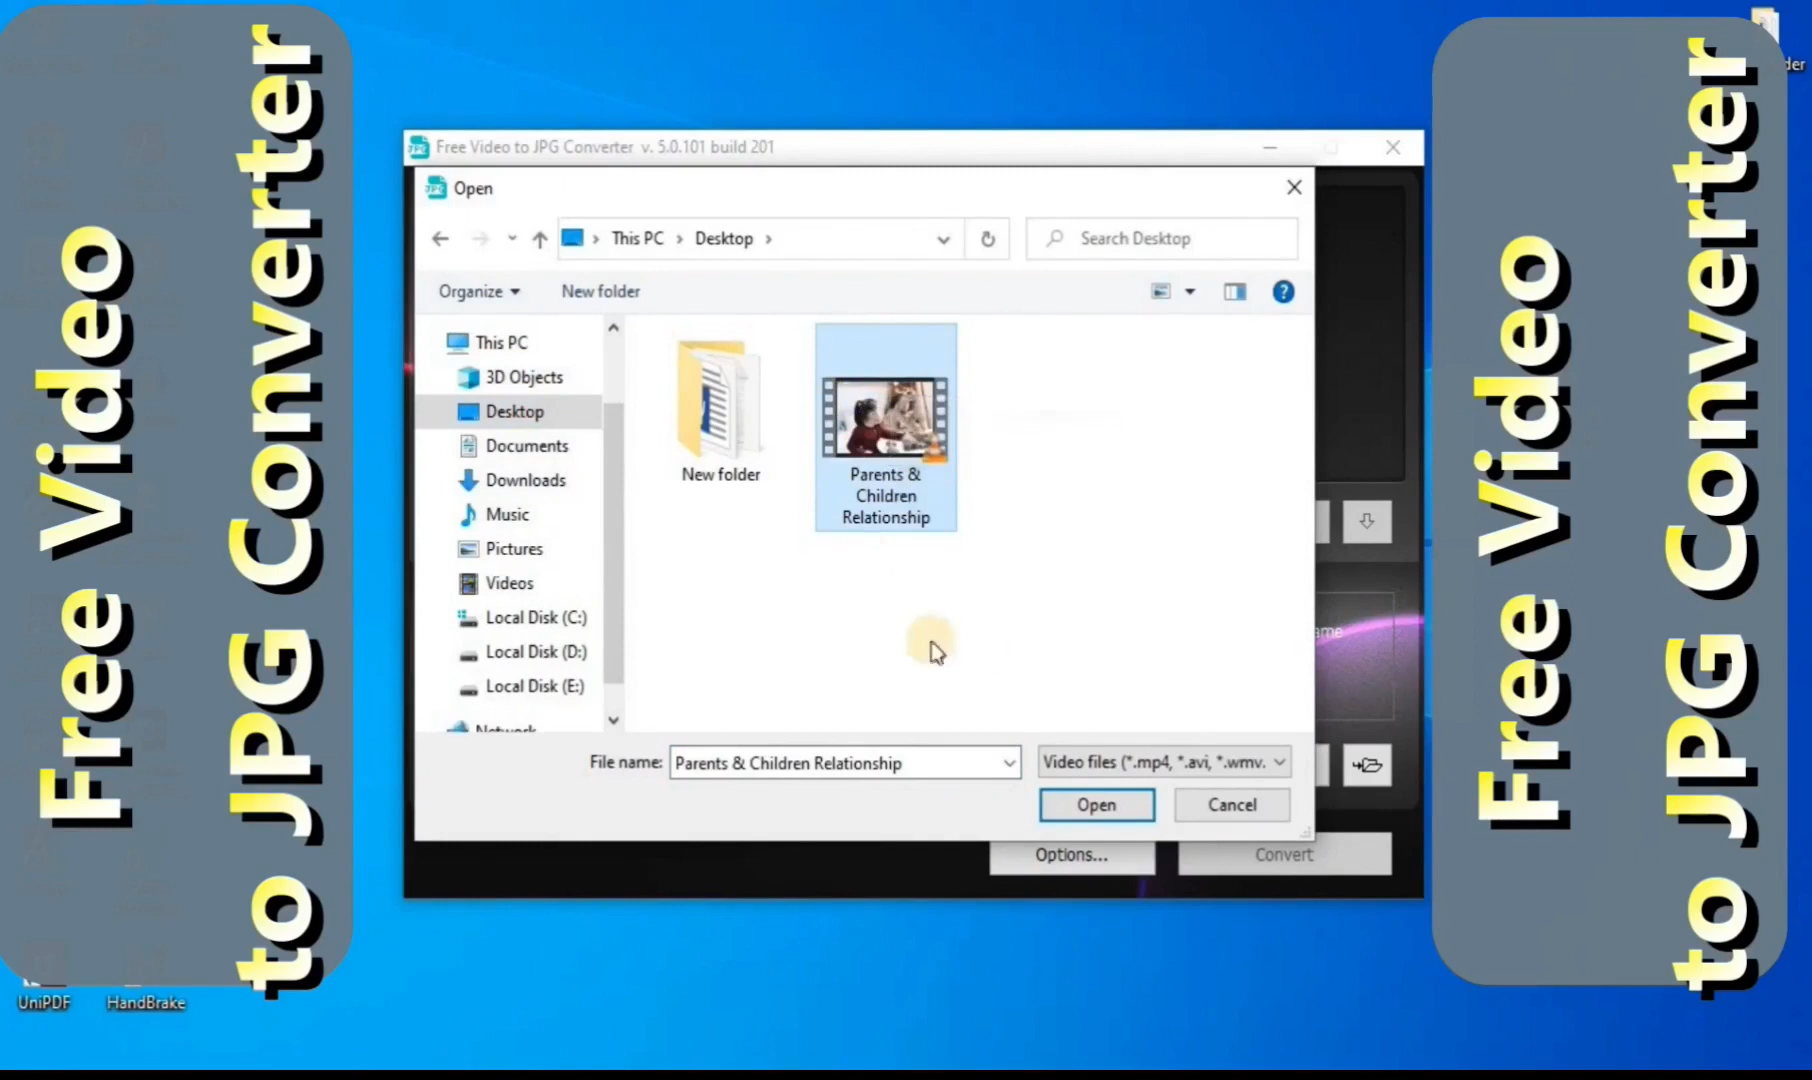 Free Video
to JPG Converter
Free Video to JPG Converter v. 5.0.101 build 201
Open
This PC
Desktop
Search Desktop
Organize
New folder
This PC
3D Objects
Desktop
Documents
Downloads
Music
Pictures
Videos
Local Disk (C:)
Local Disk (D:)
Local Disk (E:)
Network
New folder
Parents &
Children
Relationship
File name:
Parents & Children Relationship
Video files (*.mp4, *.avi, *.wmv.
Open
Cancel
Options...
Convert
UniPDF
HandBrake
Free Video
to JPG Converter